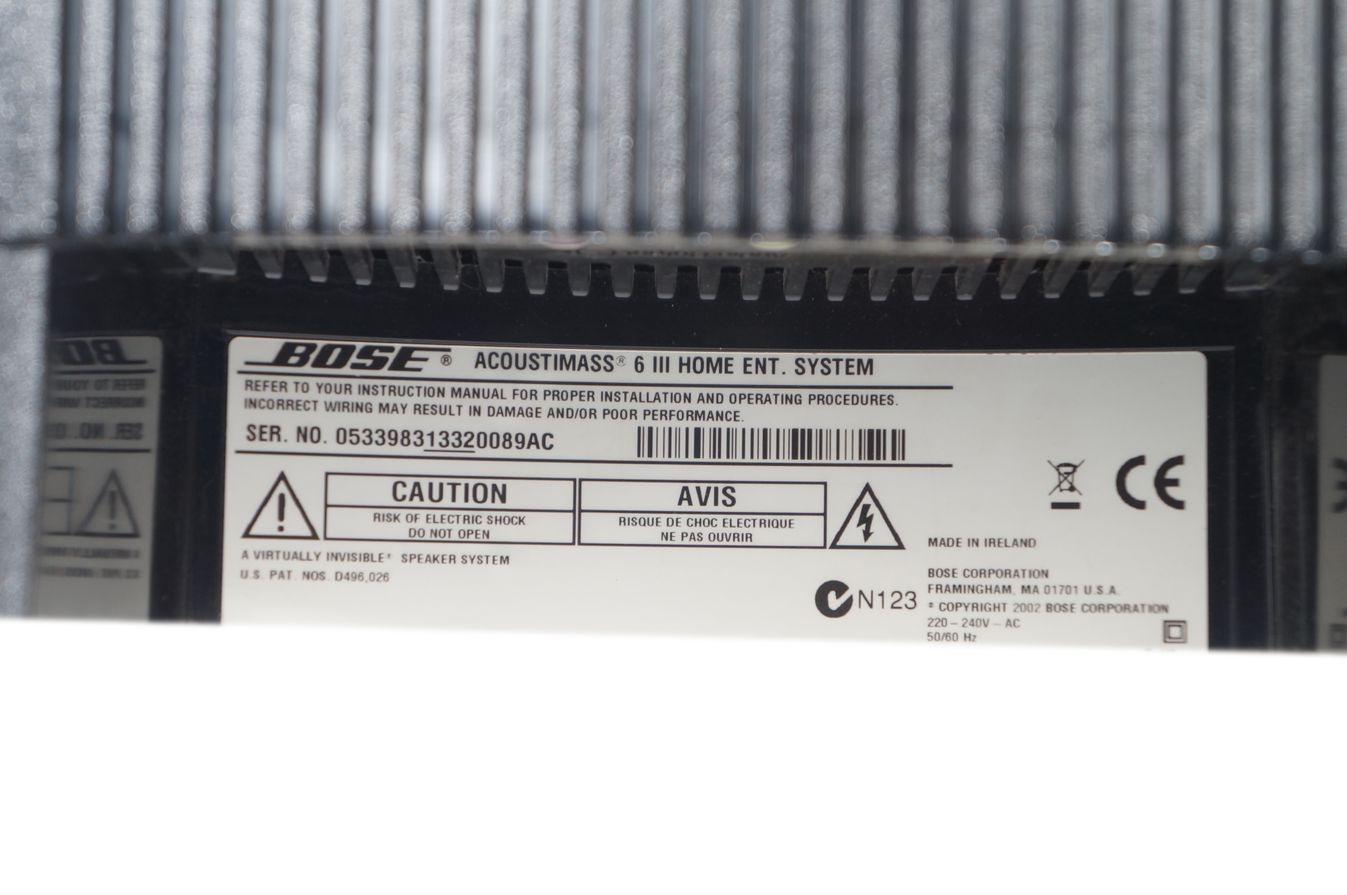 BOSE® ACOUSTIMASS® 6 III HOME ENT. SYSTEM
REFER TO YOUR INSTRUCTION MANUAL FOR PROPER INSTALLATION AND OPERATING PROCEDURES.
INCORRECT WIRING MAY RESULT IN DAMAGE AND/OR POOR PERFORMANCE.
SER. NO. 053398313320089AC
CE
CAUTION
RISK OF ELECTRIC SHOCK
DO NOT OPEN
AVIS
RISQUE DE CHOC ELECTRIQUE
NE PAS OUVRIR
A VIRTUALLY INVISIBLE® SPEAKER SYSTEM
U.S. PAT. NOS. D496,026
N123
MADE IN IRELAND
BOSE CORPORATION
FRAMINGHAM, MA 01701 U.S.A.
© COPYRIGHT 2002 BOSE CORPORATION
220 – 240V ~ AC
50/60 Hz